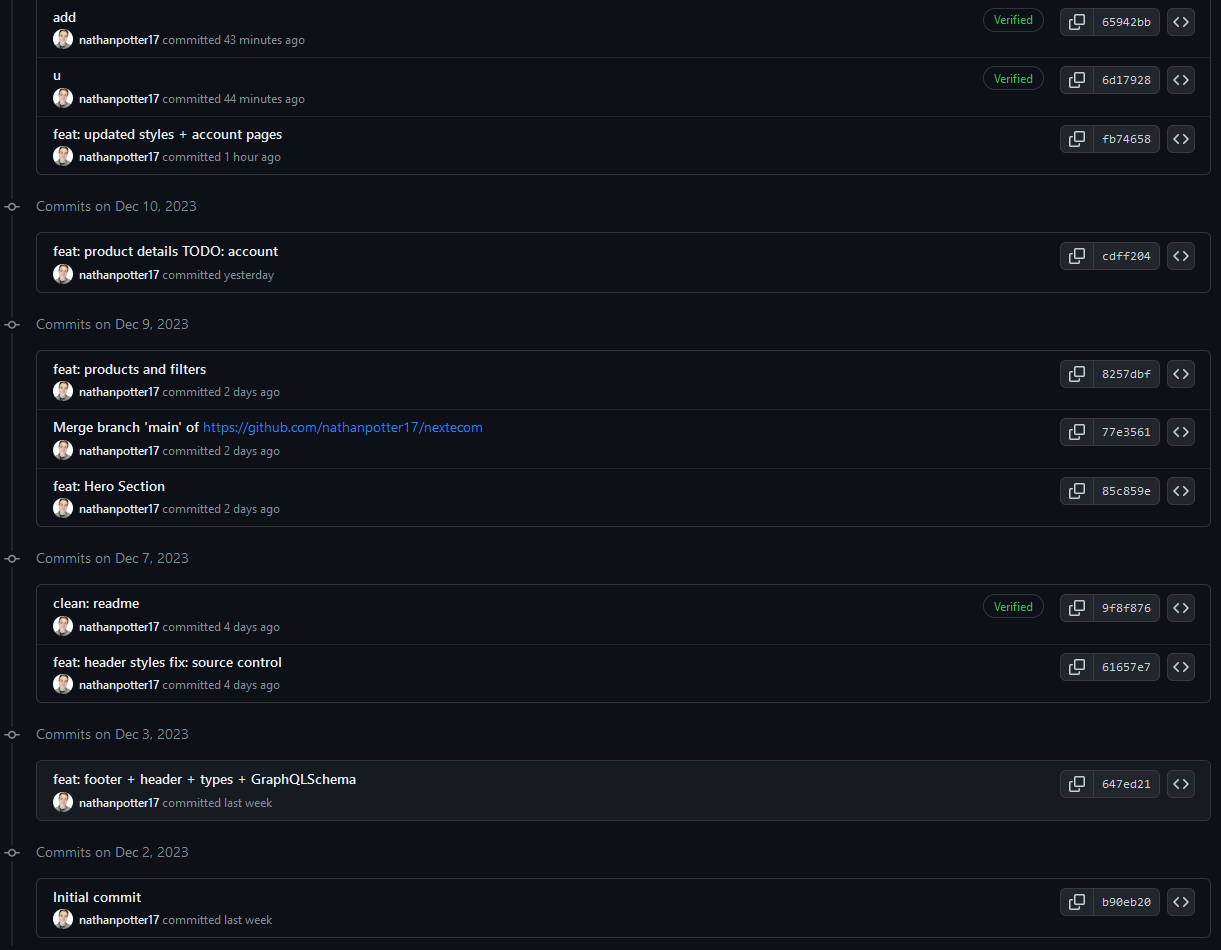 add
Verified
65942bb
nathanpotter17 committed 43 minutes ago
u
Verified
6d17928
nathanpotter17 committed 44 minutes ago
feat: updated styles + account pages
fb74658
nathanpotter17 committed 1 hour ago
Commits on Dec 10, 2023
feat: product details TODO: account
cdff204
nathanpotter17 committed yesterday
Commits on Dec 9, 2023
feat: products and filters
8257dbf
nathanpotter17 committed 2 days ago
Merge branch 'main' of https://github.com/nathanpotter17/nextecom
77e3561
nathanpotter17 committed 2 days ago
feat: Hero Section
85c859e
nathanpotter17 committed 2 days ago
Commits on Dec 7, 2023
clean: readme
Verified
9f8f876
nathanpotter17 committed 4 days ago
feat: header styles fix: source control
61657e7
nathanpotter17 committed 4 days ago
Commits on Dec 3, 2023
feat: footer + header + types + GraphQLSchema
647ed21
nathanpotter17 committed last week
Commits on Dec 2, 2023
Initial commit
b90eb20
nathanpotter17 committed last week